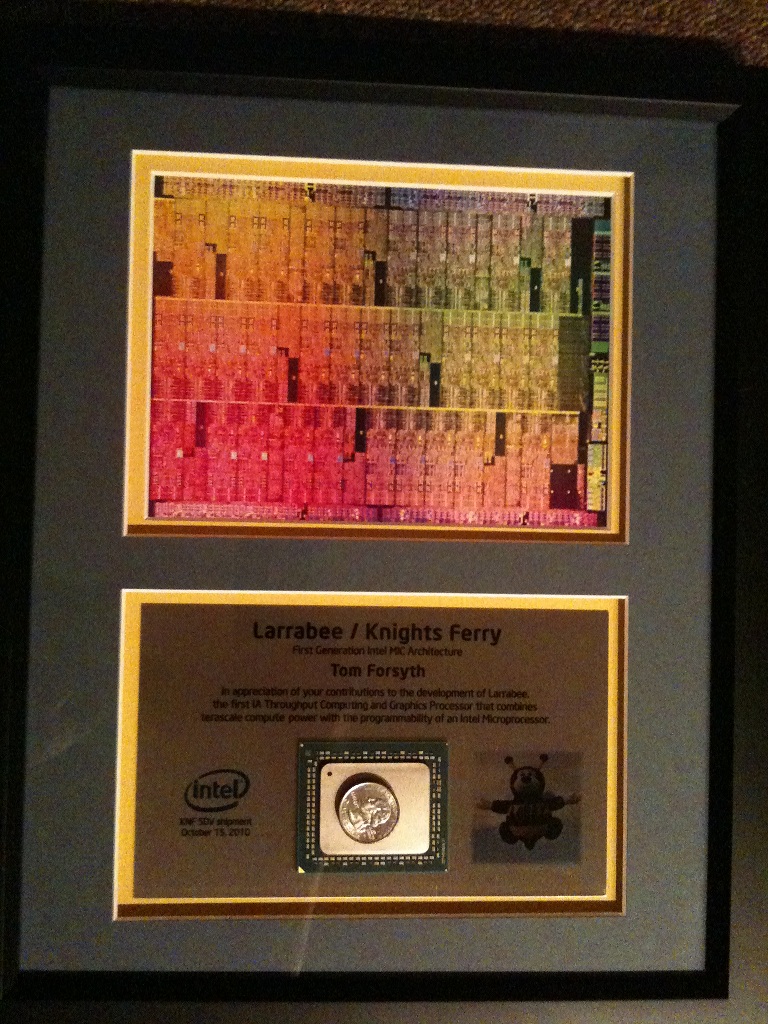 Larrabee / Knights Ferry
First Generation Intel MIC Architecture
Tom Forsyth
In appreciation of your contributions to the development of Larrabee,
the first IA Throughput Computing and Graphics Processor that combines
terascale compute power with the programmability of an Intel Microprocessor.
intel
KNF SDV shipment
October 15, 2010